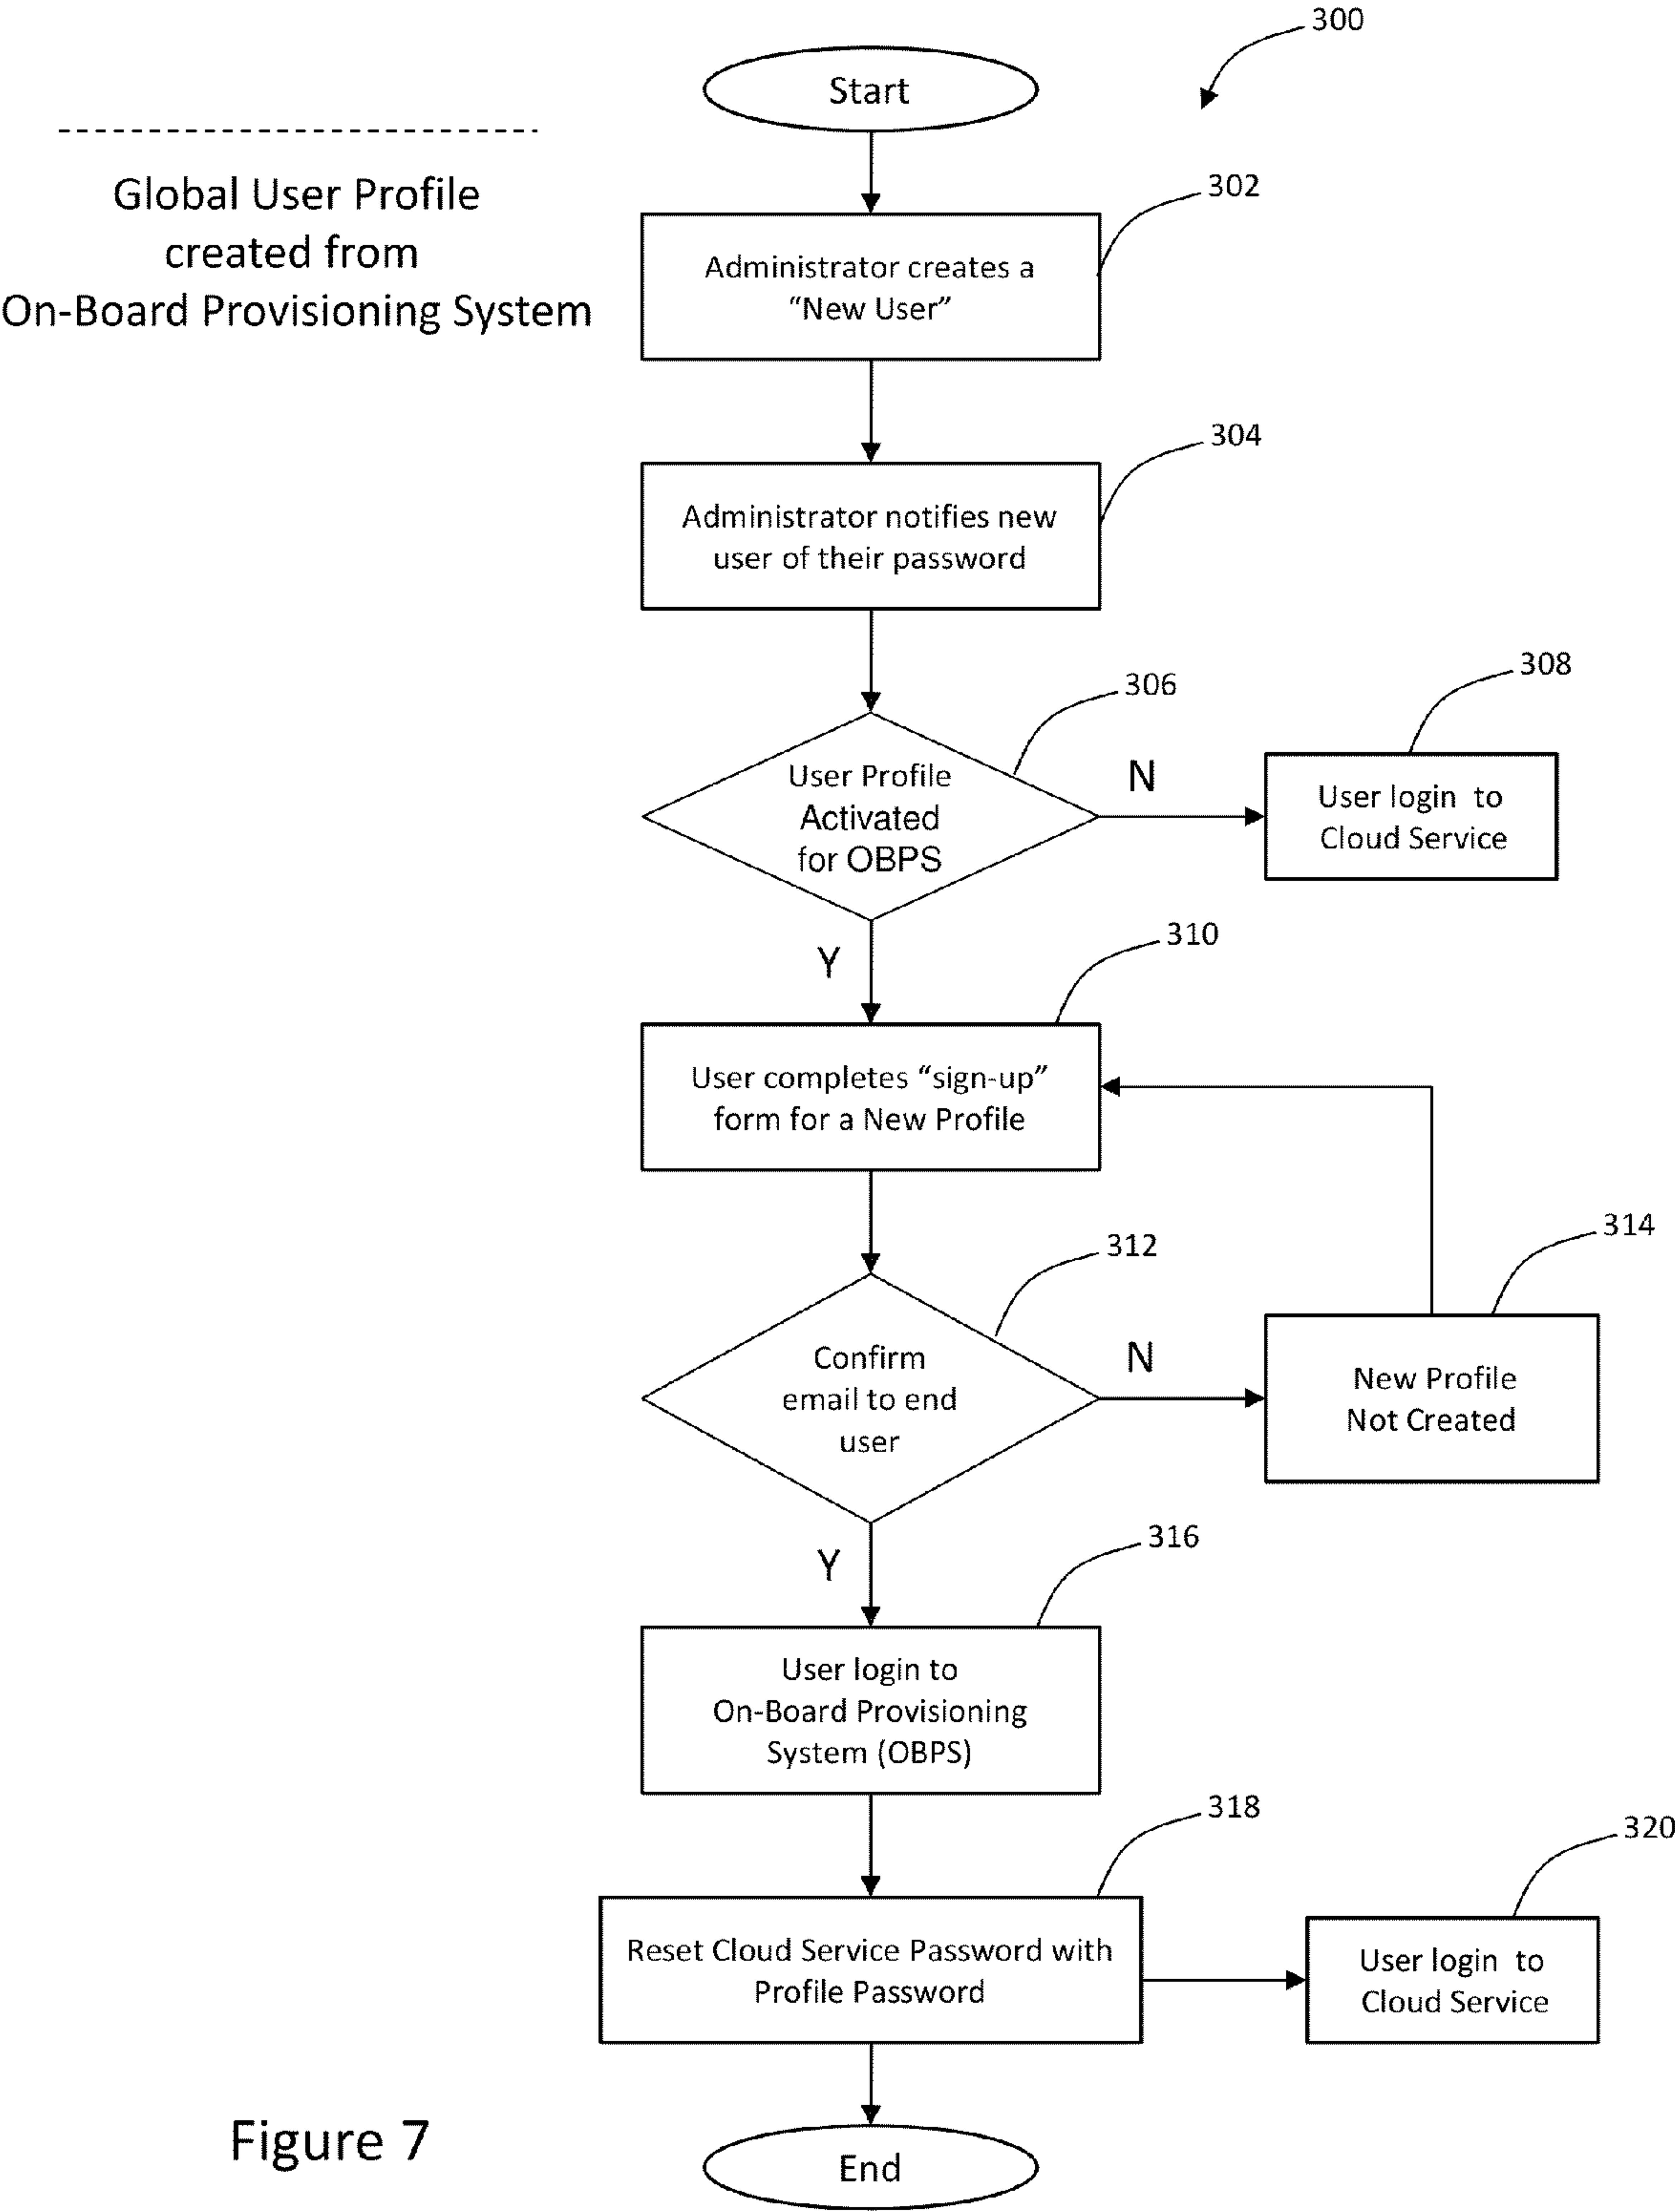 300
Start
Global User Profile
created from
On-Board Provisioning System
302
Administrator creates a
“New User”
304
Administrator notifies new
user of their password
306
308
User Profile
Activated
for OBPS
N
User login to
Cloud Service
Y
310
User completes “sign-up”
form for a New Profile
312
314
Confirm
email to end
user
N
New Profile
Not Created
Y
316
User login to
On-Board Provisioning
System (OBPS)
318
320
Reset Cloud Service Password with
Profile Password
User login to
Cloud Service
Figure 7
End